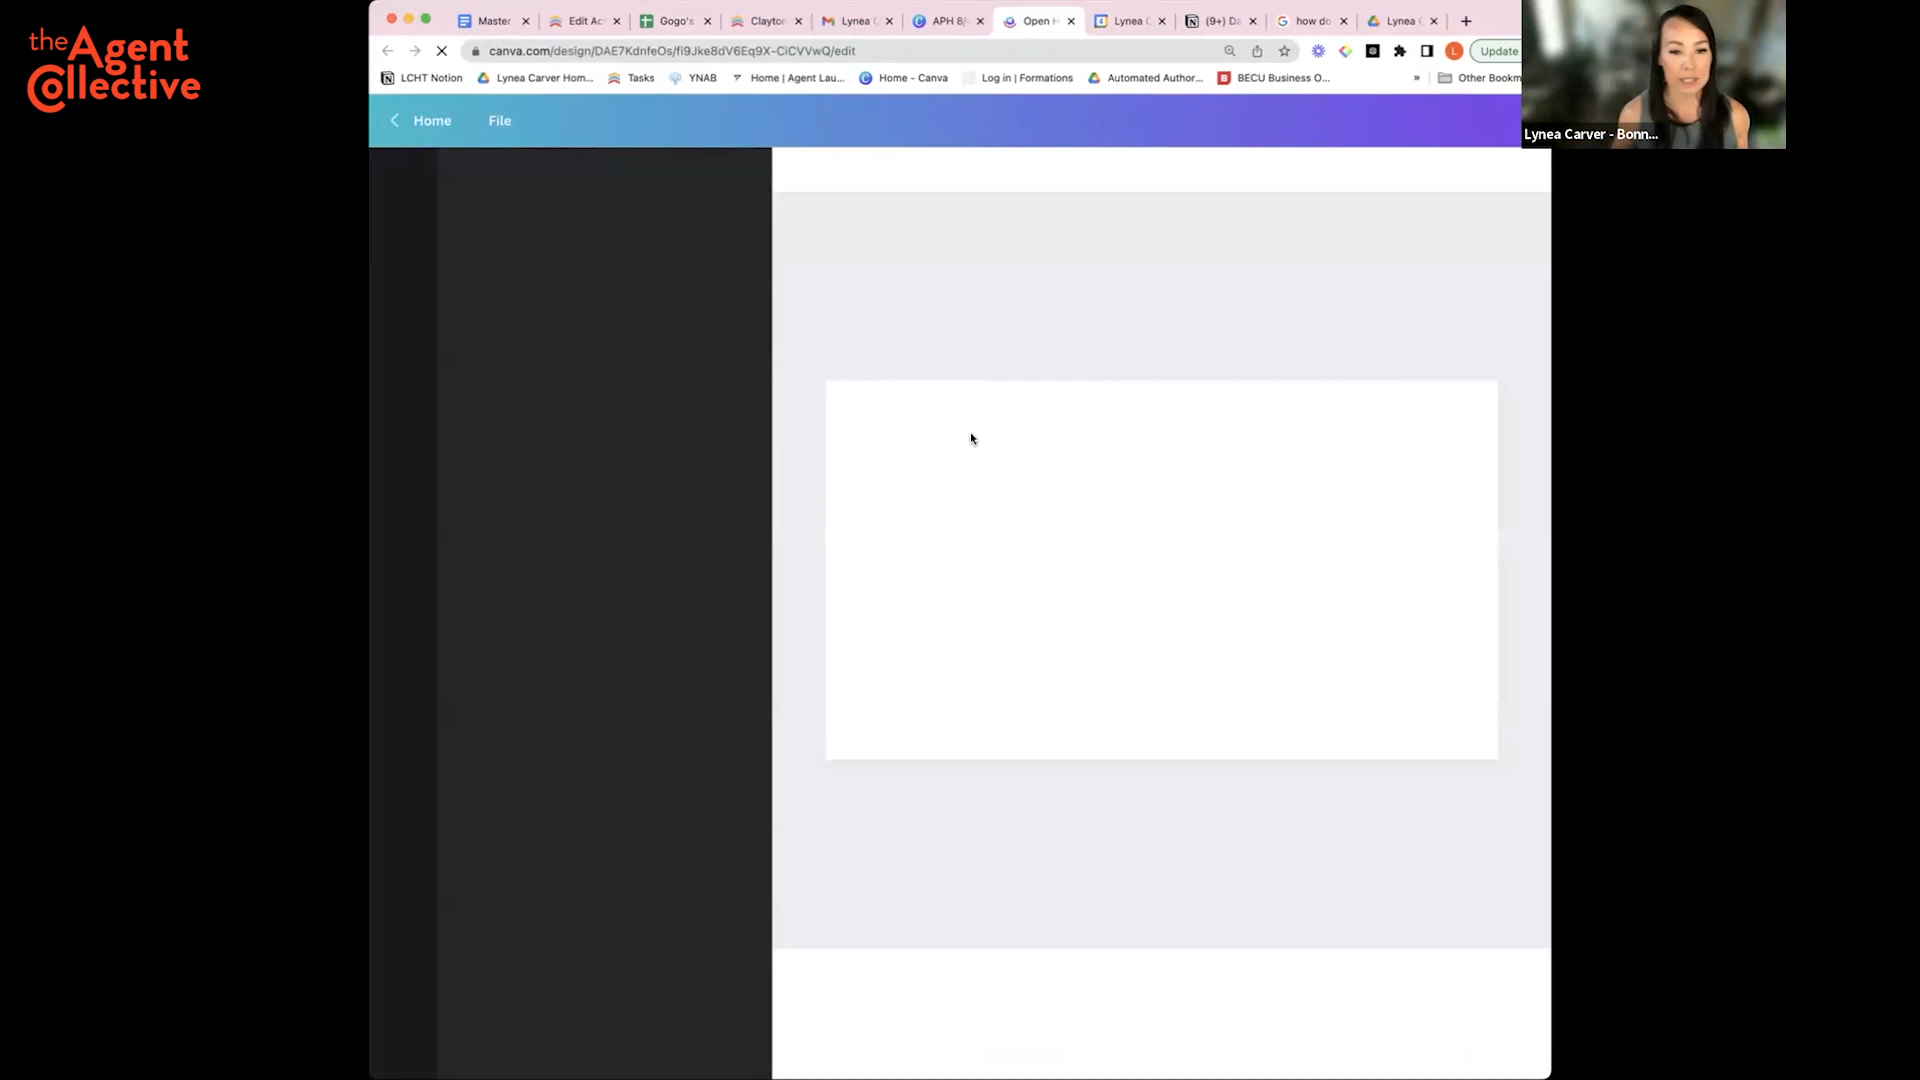 the Agent
Collective
Master
Edit Ac
Gogo's
Clayton
Lynea C
APH 8/
Open H
Lynea C
(9+) Da
how do
Lynea C
canva.com/design/DAE7KdnfeOs/fi9Jke8dV6Eq9X-CiCVVwQ/edit
Update
LCHT Notion
Lynea Carver Hom...
Tasks
YNAB
Home | Agent Lau...
Home - Canva
Log in | Formations
Automated Author...
BECU Business O...
»
Other Bookm
Home
File
Lynea Carver - Bonn...